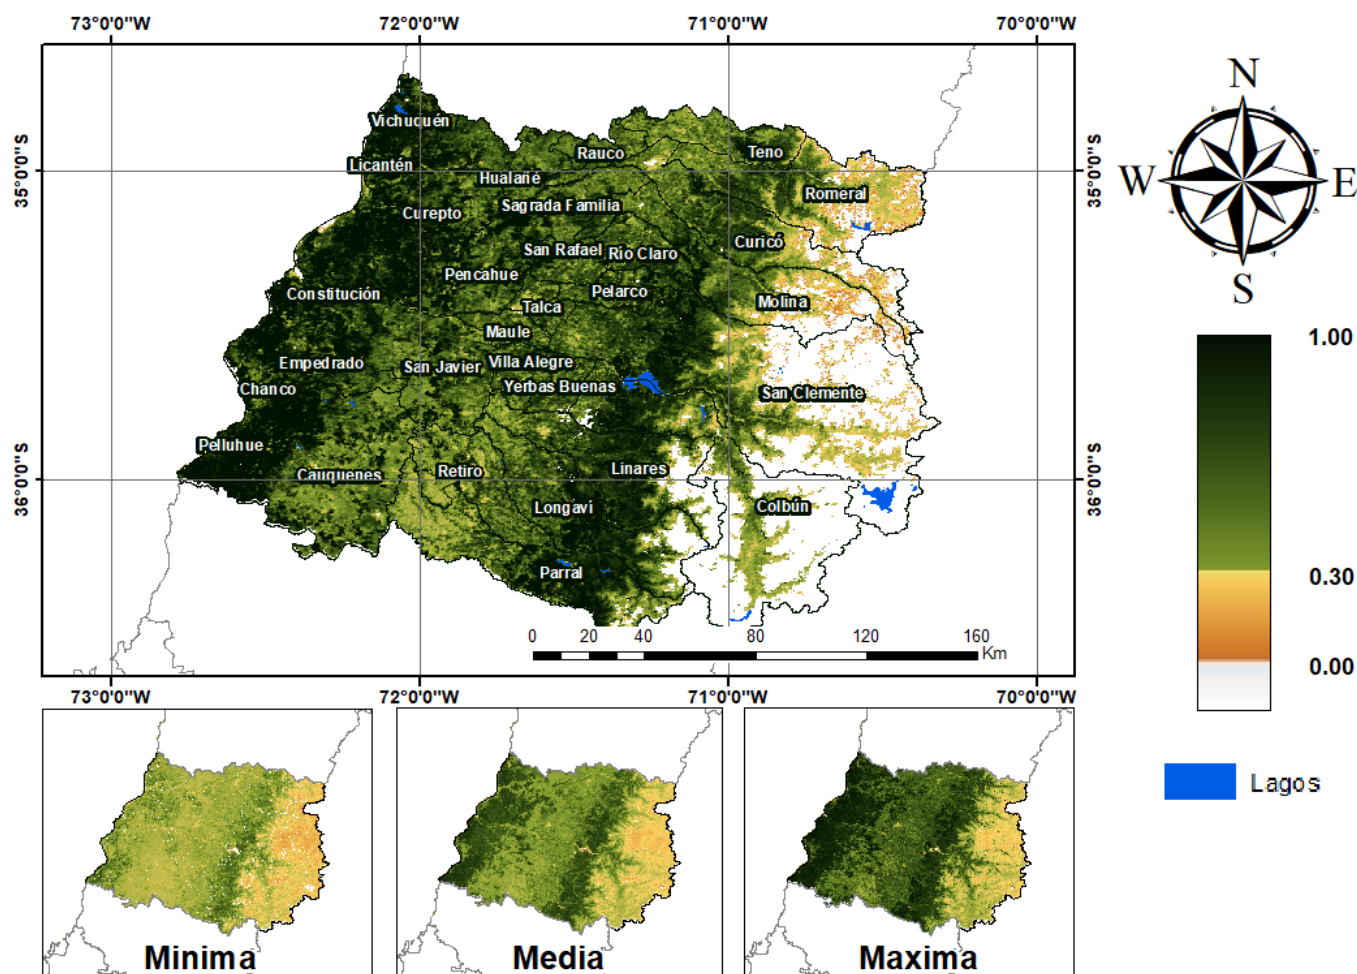 73°0'0"W 72°0'0"W 71°0'0"W 70°0'0"W
N
W E
S
35°0'0"S 35°0'0"S
36°0'0"S 36°0'0"S
Vichuquén
Licantén
Rauco
Teno
Hualañé
Romeral
Sagrada Familia
Curepto
San Rafael
Río Claro
Curicó
Pencahue
Constitución
Pelarco
Molina
Talca
Maule
Empedrado
San Javier
Villa Alegre
Chanco
Yerbas Buenas
San Clemente
Pelluhue
Cauquenes
Retiro
Linares
Longaví
Colbún
Parral
0 20 40 80 120 160
Km
73°0'0"W 72°0'0"W 71°0'0"W 70°0'0"W
1.00
0.30
0.00
Lagos
Minima
Media
Maxima